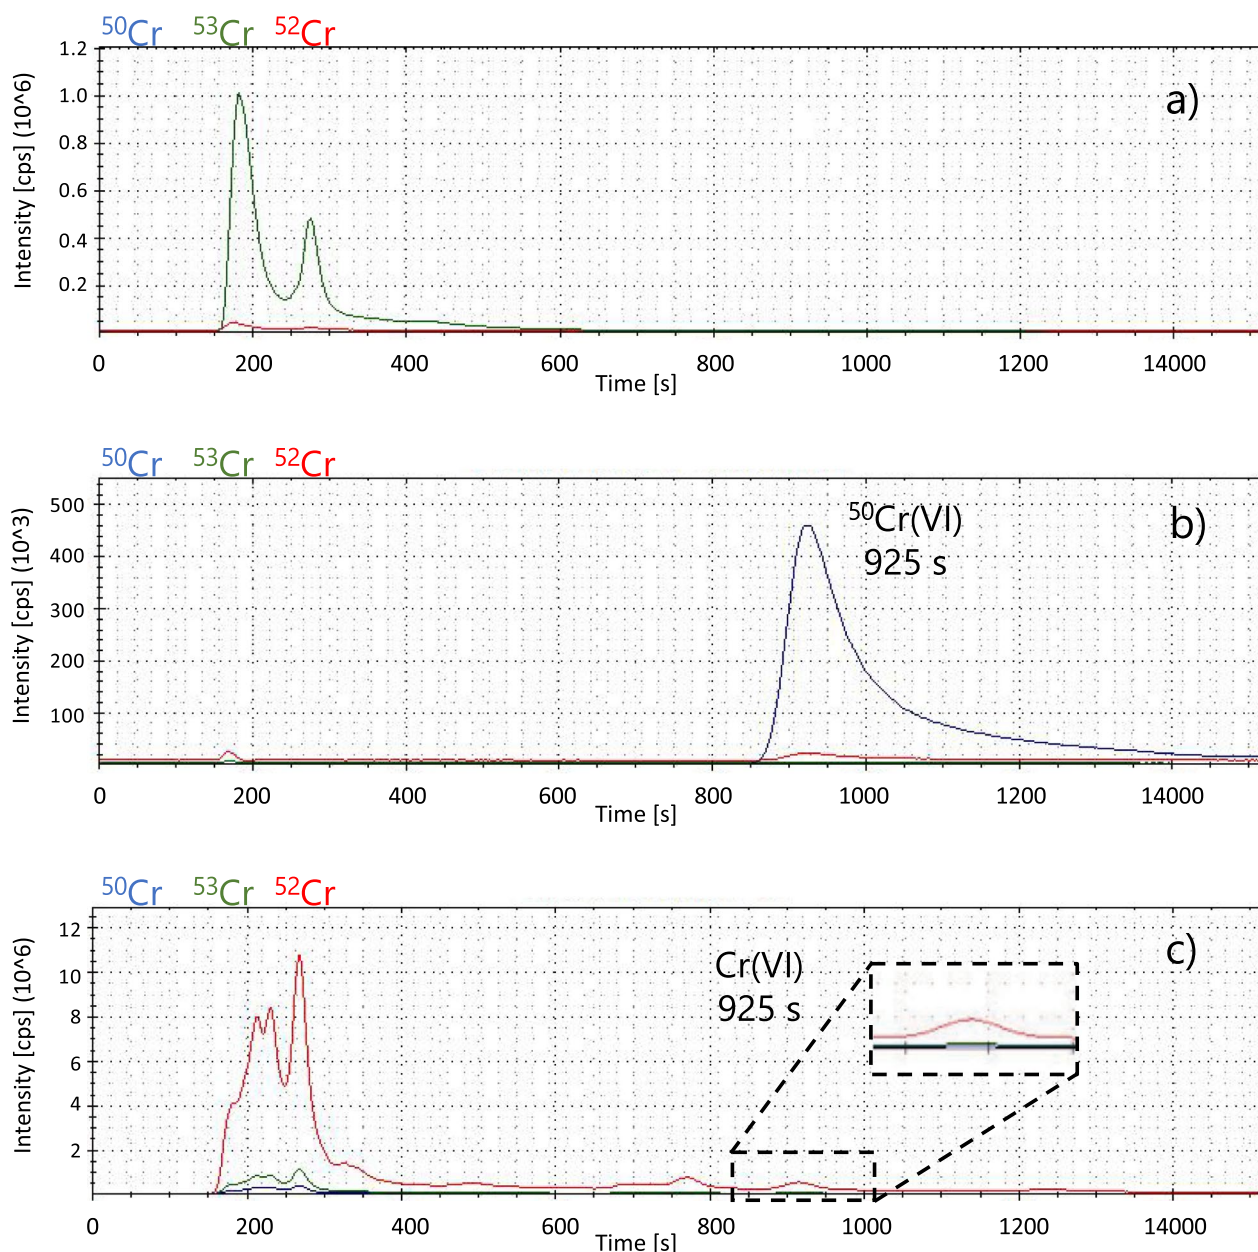 50Cr 53Cr 52Cr
a)
Intensity [cps] (10^6)
1.2
1.0
0.8
0.6
0.4
0.2
0 200 400 600 800 1000 1200 14000
Time [s]
50Cr 53Cr 52Cr
b)
50Cr(VI)
925 s
Intensity [cps] (10^3)
500
400
300
200
100
0 200 400 600 800 1000 1200 14000
Time [s]
50Cr 53Cr 52Cr
c)
Cr(VI)
925 s
Intensity [cps] (10^6)
12
10
8
6
4
2
0 200 400 600 800 1000 1200 14000
Time [s]